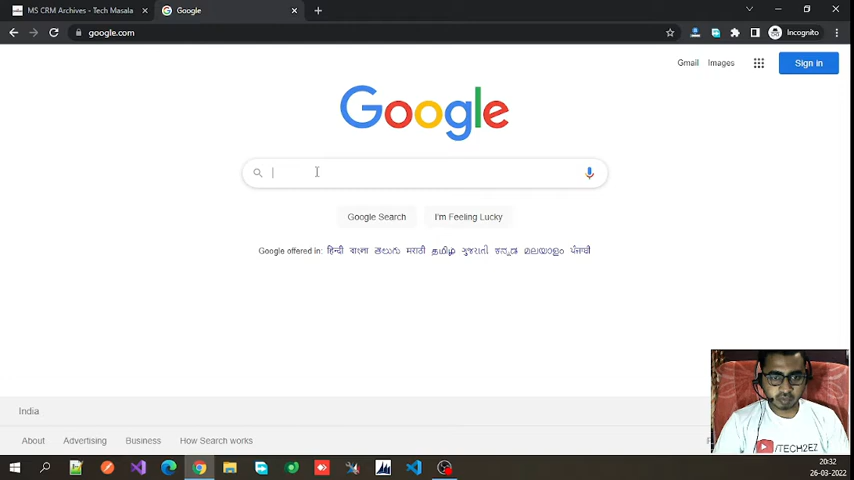 MS CRM Archives - Tech Masala
Google
google.com
Incognito
Gmail Images Sign in
Google
Google Search I'm Feeling Lucky
Google offered in: हिन्दी বাংলা తెలుగు मराठी தமிழ் ગુજરાતી ಕನ್ನಡ മലയാളം ਪੰਜਾਬੀ
India
About Advertising Business How Search works
/TECH2EZ
20:32
26-03-2022